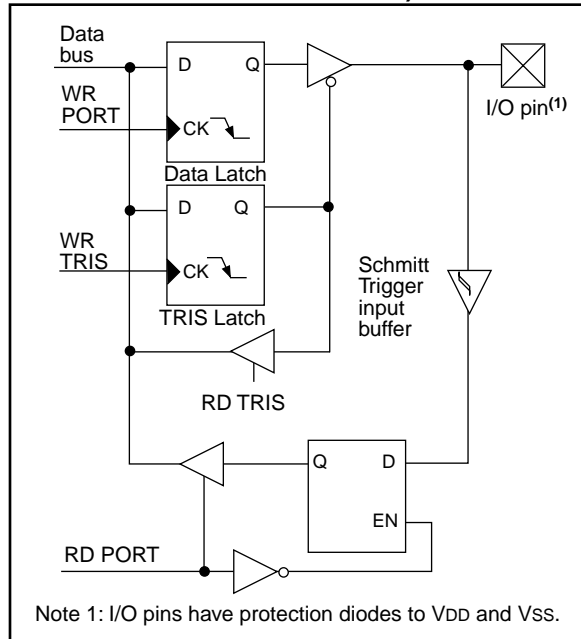 Data
bus
D
Q
WR
PORT
CK
I/O pin(1)
Data Latch
D
Q
WR
TRIS
CK
Schmitt
Trigger
input
buffer
TRIS Latch
RD TRIS
Q
D
EN
RD PORT
Note 1: I/O pins have protection diodes to VDD and VSS.